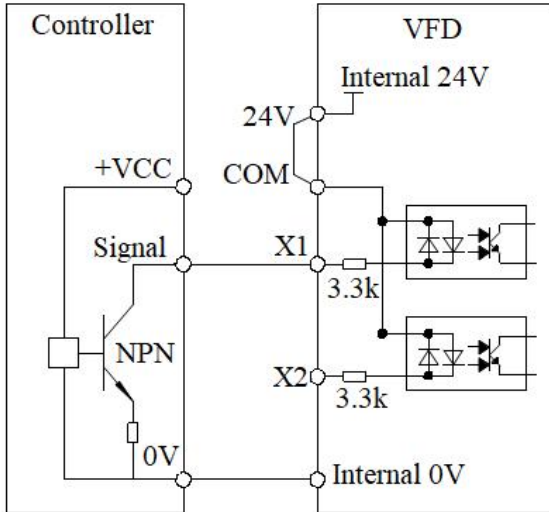 Controller
VFD
Internal 24V
24V
+VCC
COM
Signal
X1
3.3k
NPN
X2
3.3k
0V
Internal 0V